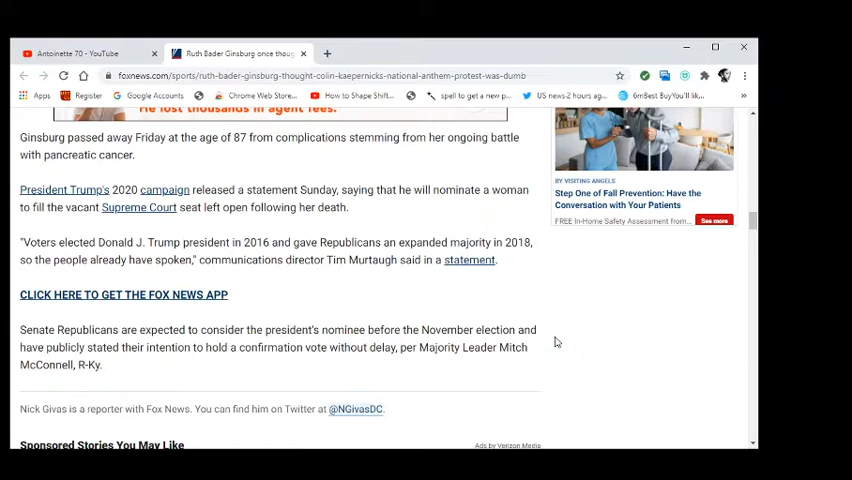 Antoinette 70 - YouTube
Ruth Bader Ginsburg once thoug
foxnews.com/sports/ruth-bader-ginsburg-thought-colin-kaepernicks-national-anthem-protest-was-dumb
Apps Register Google Accounts Chrome Web Store... How to Shape Shift... spell to get a new p... US news 2 hours ag... 6mBest BuyYou'll lik... »
He lost thousands in agent fees.
Ginsburg passed away Friday at the age of 87 from complications stemming from her ongoing battle
with pancreatic cancer.
President Trump's 2020 campaign released a statement Sunday, saying that he will nominate a woman
to fill the vacant Supreme Court seat left open following her death.
"Voters elected Donald J. Trump president in 2016 and gave Republicans an expanded majority in 2018,
so the people already have spoken," communications director Tim Murtaugh said in a statement.
CLICK HERE TO GET THE FOX NEWS APP
Senate Republicans are expected to consider the president's nominee before the November election and
have publicly stated their intention to hold a confirmation vote without delay, per Majority Leader Mitch
McConnell, R-Ky.
Nick Givas is a reporter with Fox News. You can find him on Twitter at @NGivasDC.
Sponsored Stories You May Like
Ads by Verizon Media
BY VISITING ANGELS
Step One of Fall Prevention: Have the
Conversation with Your Patients
FREE In-Home Safety Assessment from...
See more